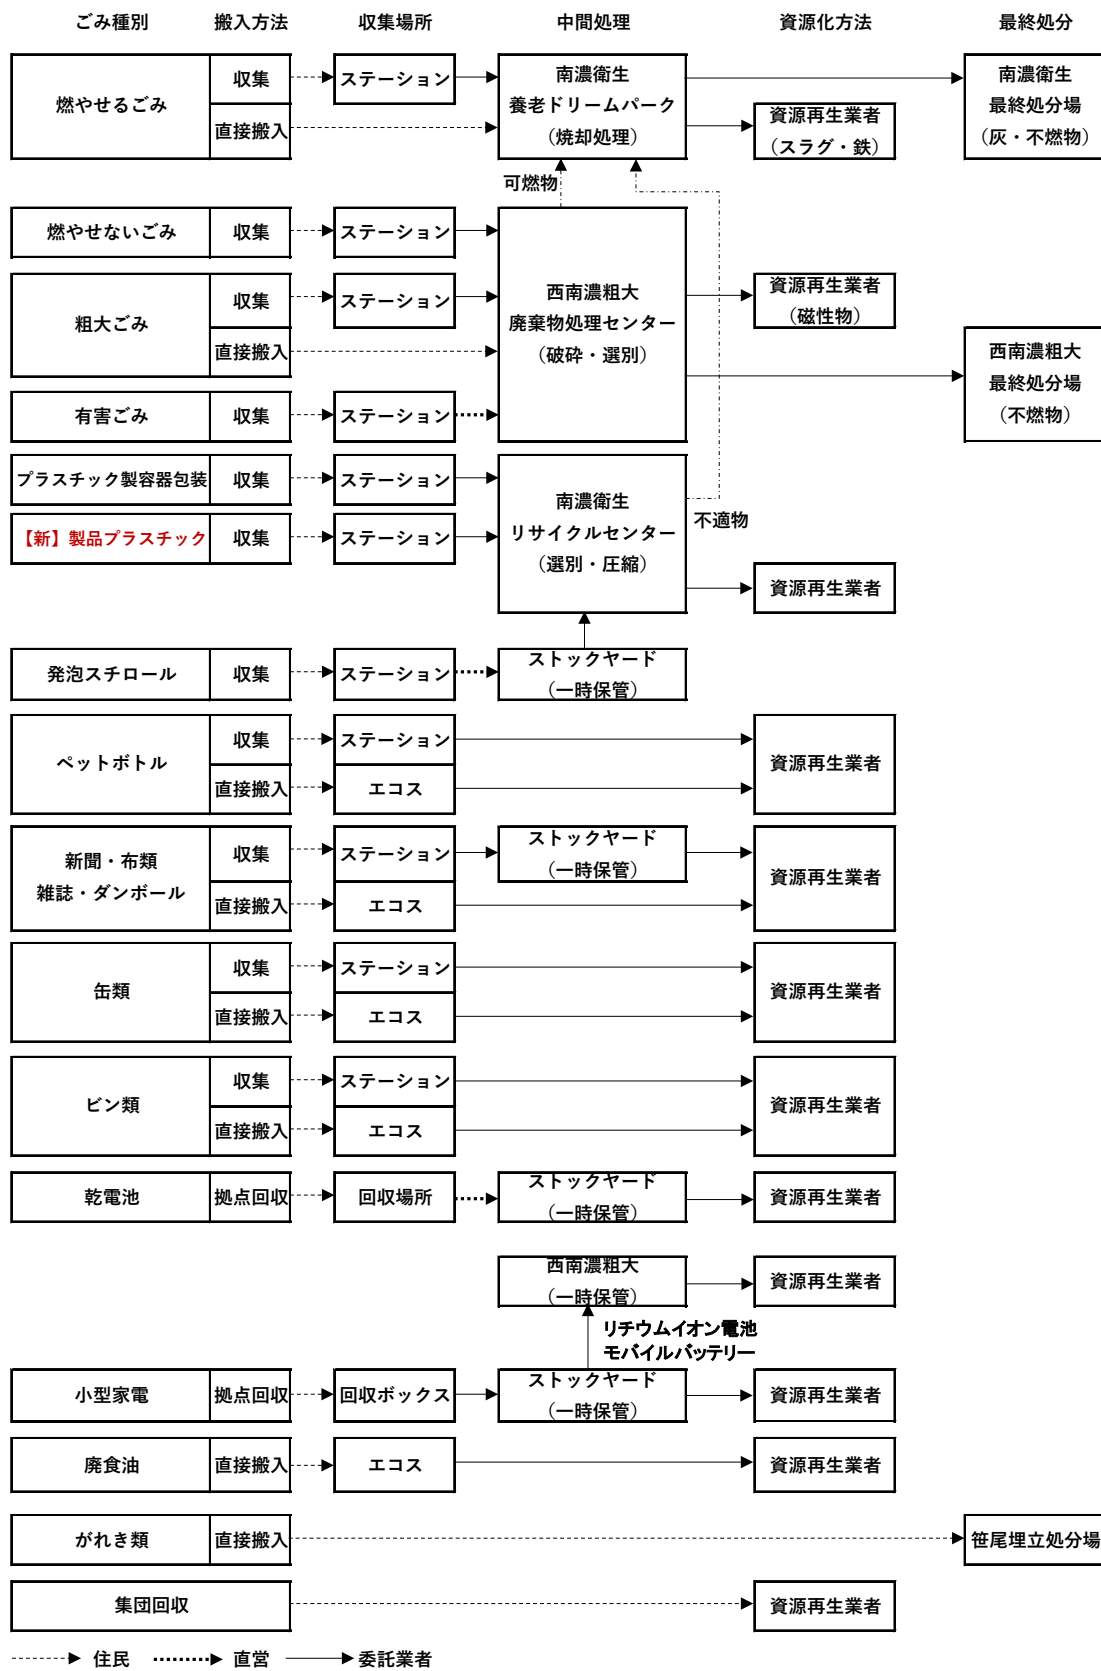 ごみ種別 搬入方法 収集場所 中間処理 資源化方法 最終処分
燃やせるごみ
収集
直接搬入
ステーション
南濃衛生
養老ドリームパーク
（焼却処理）
資源再生業者
（スラグ・鉄）
南濃衛生
最終処分場
（灰・不燃物）
可燃物
燃やせないごみ
収集
ステーション
粗大ごみ
収集
直接搬入
ステーション
有害ごみ
収集
ステーション
西南濃粗大
廃棄物処理センター
（破砕・選別）
資源再生業者
（磁性物）
西南濃粗大
最終処分場
（不燃物）
プラスチック製容器包装
収集
ステーション
【新】製品プラスチック
収集
ステーション
南濃衛生
リサイクルセンター
（選別・圧縮）
不適物
資源再生業者
発泡スチロール
収集
ステーション
ストックヤード
（一時保管）
ペットボトル
収集
直接搬入
ステーション
エコス
資源再生業者
新聞・布類
雑誌・ダンボール
収集
直接搬入
ステーション
エコス
ストックヤード
（一時保管）
資源再生業者
缶類
収集
直接搬入
ステーション
エコス
資源再生業者
ビン類
収集
直接搬入
ステーション
エコス
資源再生業者
乾電池
拠点回収
回収場所
ストックヤード
（一時保管）
資源再生業者
西南濃粗大
（一時保管）
資源再生業者
リチウムイオン電池
モバイルバッテリー
小型家電
拠点回収
回収ボックス
ストックヤード
（一時保管）
資源再生業者
廃食油
直接搬入
エコス
資源再生業者
がれき類
直接搬入
笹尾埋立処分場
集団回収
資源再生業者
住民 直営 委託業者